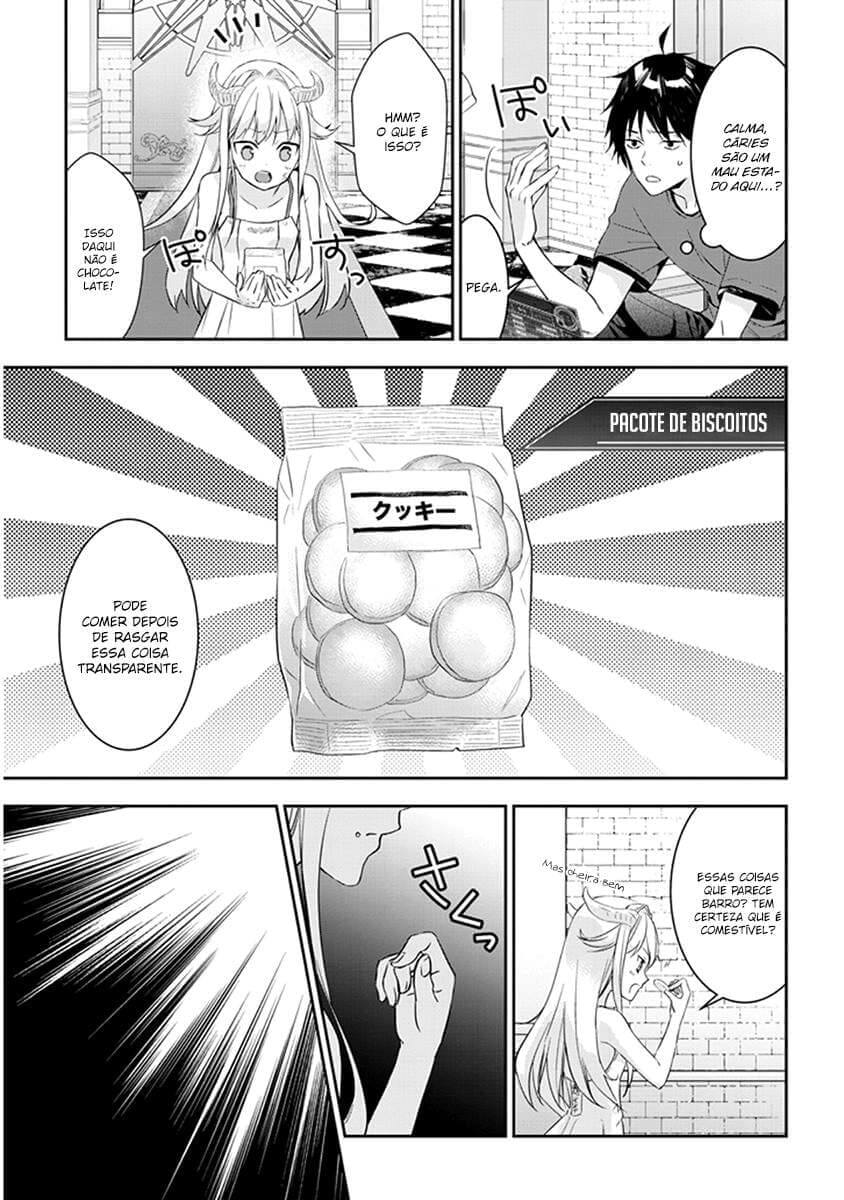 CALMA,
CÁRIES
SÃO UM
MAU ESTA-
DO AQUI...?
ぽい
PEGA.
HMM?
O QUE É
ISSO?
ぽすっ
ISSO
DAQUI
NÃO É
CHOCO-
LATE!
PACOTE DE BISCOITOS
クッキー
PODE
COMER DEPOIS
DE RASGAR
ESSA COISA
TRANSPARENTE.
ESSAS COISAS
QUE PARECE
BARRO? TEM
CERTEZA QUE É
COMESTÍVEL?
Mas cheira bem
さくっ